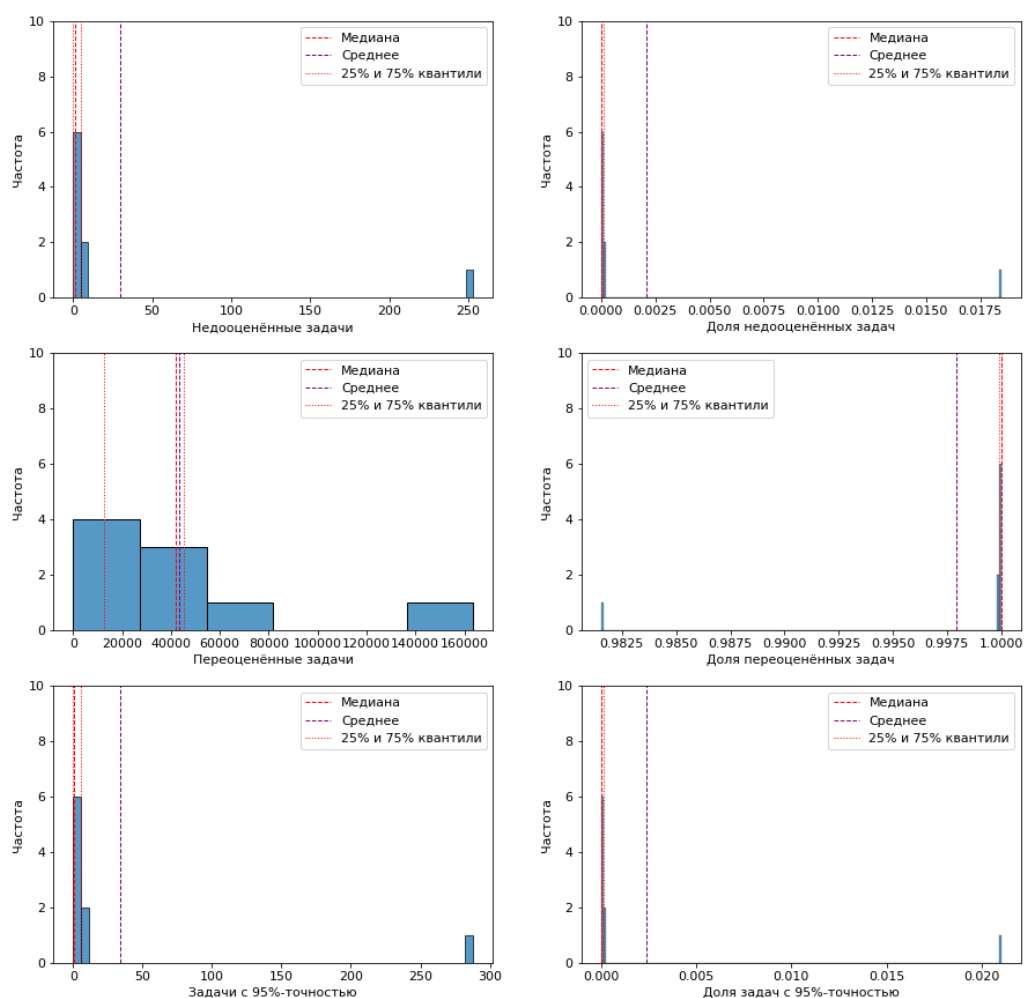 10
8
6
4
2
0
Частота
Медиана
Среднее
25% и 75% квантили
0 50 100 150 200 250
Недооценённые задачи
10
8
6
4
2
0
Частота
Медиана
Среднее
25% и 75% квантили
0.0000 0.0025 0.0050 0.0075 0.0100 0.0125 0.0150 0.0175
Доля недооценённых задач
10
8
6
4
2
0
Частота
Медиана
Среднее
25% и 75% квантили
0 20000 40000 60000 80000 100000 120000 140000 160000
Переоценённые задачи
10
8
6
4
2
0
Частота
Медиана
Среднее
25% и 75% квантили
0.9825 0.9850 0.9875 0.9900 0.9925 0.9950 0.9975 1.0000
Доля переоценённых задач
10
8
6
4
2
0
Частота
Медиана
Среднее
25% и 75% квантили
0 50 100 150 200 250 300
Задачи с 95%-точностью
10
8
6
4
2
0
Частота
Медиана
Среднее
25% и 75% квантили
0.000 0.005 0.010 0.015 0.020
Доля задач с 95%-точностью